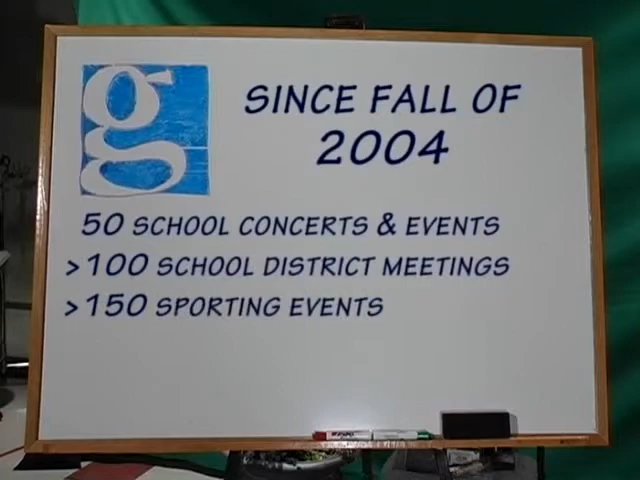 g
SINCE FALL OF
2004
50 SCHOOL CONCERTS & EVENTS
>100 SCHOOL DISTRICT MEETINGS
>150 SPORTING EVENTS